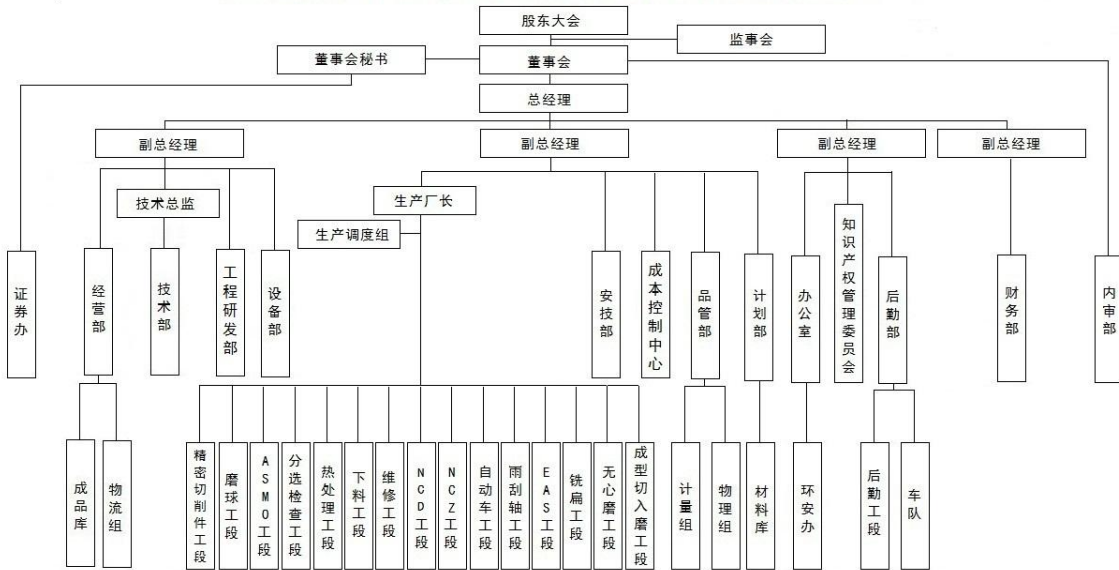 股东大会
监事会
董事会秘书
董事会
总经理
副总经理
副总经理
副总经理
副总经理
技术总监
生产厂长
生产调度组
证券办
经营部
技术部
工程研发部
设备部
安技部
成本控制中心
品管部
计划部
办公室
知识产权管理委员会
后勤部
财务部
内审部
成品库
物流组
精密切削件工段
磨球工段
ASMO工段
分选检查工段
热处理工段
下料工段
维修工段
NCD工段
NCZ工段
自动车工段
雨刮轴工段
EAS工段
铣扁工段
无心磨工段
成型切入磨工段
计量组
物理组
材料库
环安办
后勤工段
车队